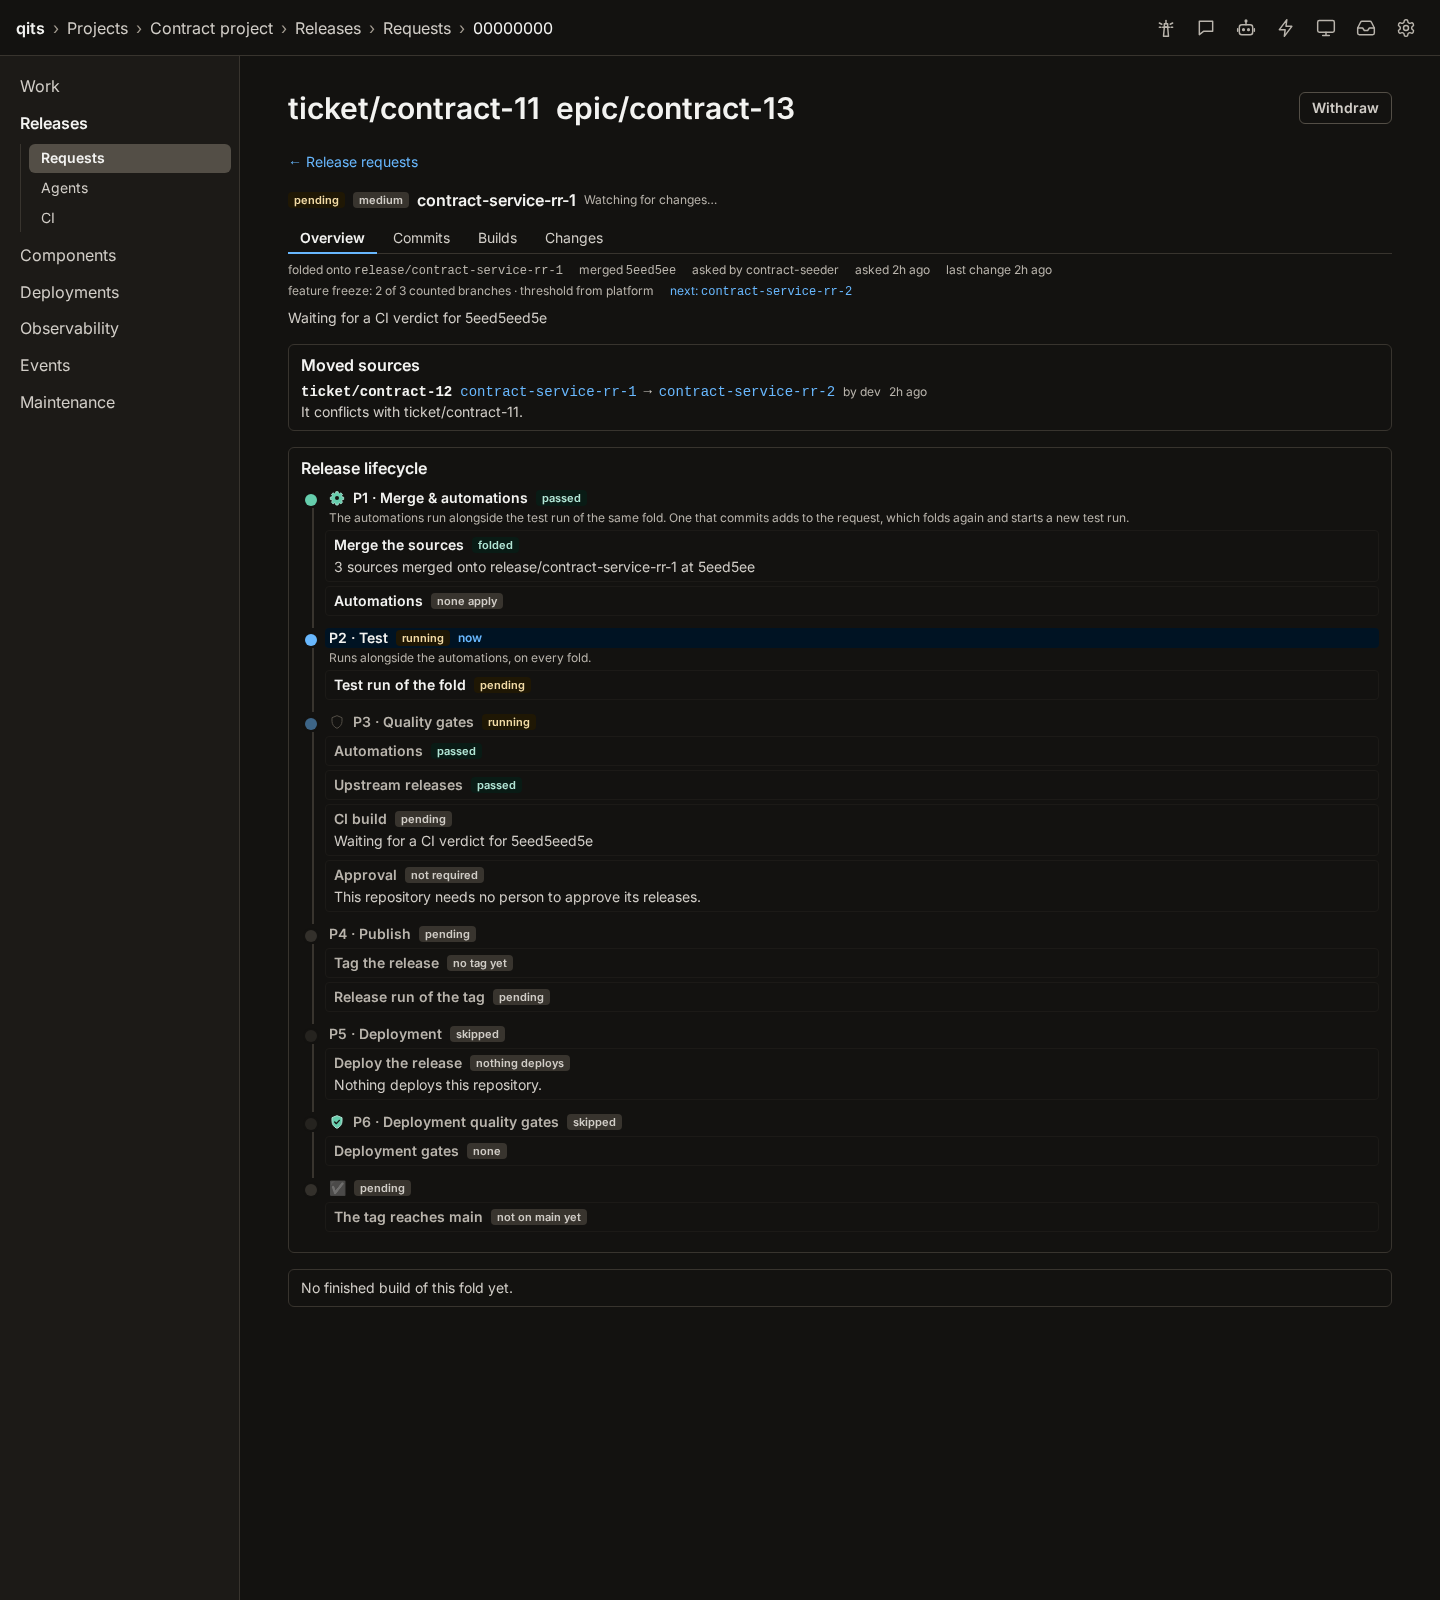 qits › Projects › Contract project › Releases › Requests › 00000000
Work
Releases
Requests
Agents
CI
Components
Deployments
Observability
Events
Maintenance
ticket/contract-11 epic/contract-13
Withdraw
← Release requests
pending medium contract-service-rr-1 Watching for changes…
Overview Commits Builds Changes
folded onto release/contract-service-rr-1 merged 5eed5ee asked by contract-seeder asked 2h ago last change 2h ago
feature freeze: 2 of 3 counted branches · threshold from platform next: contract-service-rr-2
Waiting for a CI verdict for 5eed5eed5e
Moved sources
ticket/contract-12 contract-service-rr-1 → contract-service-rr-2 by dev 2h ago
It conflicts with ticket/contract-11.
Release lifecycle
P1 · Merge & automations passed
The automations run alongside the test run of the same fold. One that commits adds to the request, which folds again and starts a new test run.
Merge the sources folded
3 sources merged onto release/contract-service-rr-1 at 5eed5ee
Automations none apply
P2 · Test running now
Runs alongside the automations, on every fold.
Test run of the fold pending
P3 · Quality gates running
Automations passed
Upstream releases passed
CI build pending
Waiting for a CI verdict for 5eed5eed5e
Approval not required
This repository needs no person to approve its releases.
P4 · Publish pending
Tag the release no tag yet
Release run of the tag pending
P5 · Deployment skipped
Deploy the release nothing deploys
Nothing deploys this repository.
P6 · Deployment quality gates skipped
Deployment gates none
pending
The tag reaches main not on main yet
No finished build of this fold yet.